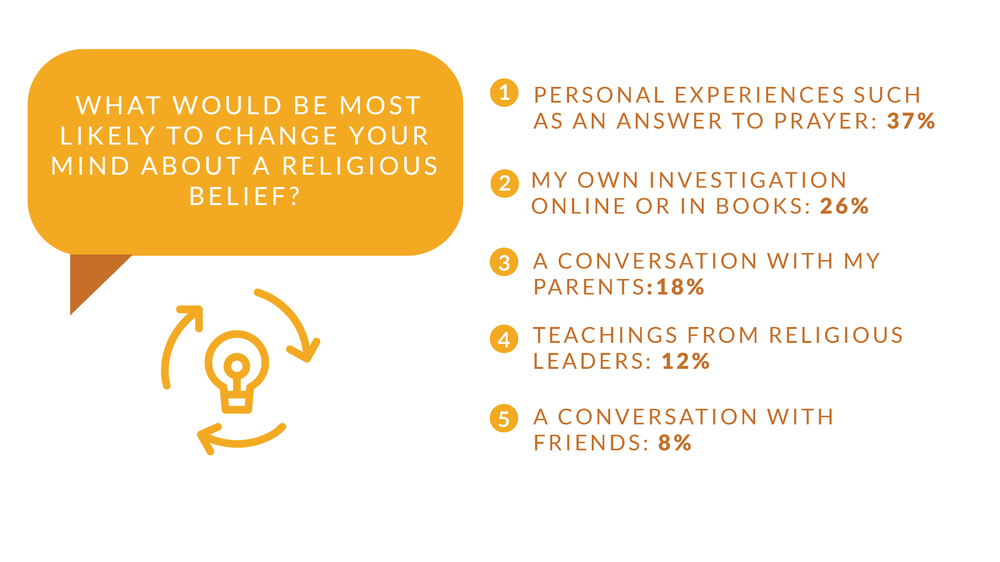 WHAT WOULD BE MOST
LIKELY TO CHANGE YOUR
MIND ABOUT A RELIGIOUS
BELIEF?
1 PERSONAL EXPERIENCES SUCH
AS AN ANSWER TO PRAYER: 37%
2 MY OWN INVESTIGATION
ONLINE OR IN BOOKS: 26%
3 A CONVERSATION WITH MY
PARENTS:18%
4 TEACHINGS FROM RELIGIOUS
LEADERS: 12%
5 A CONVERSATION WITH
FRIENDS: 8%